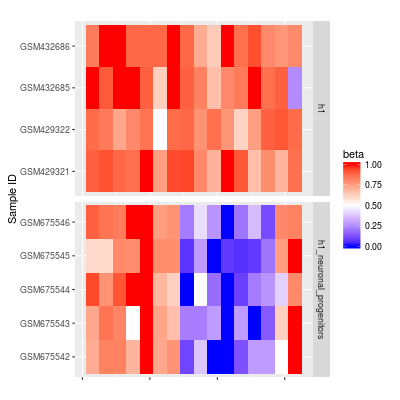 GSM432686
GSM432685
GSM429322
GSM429321
h1
GSM675546
GSM675545
GSM675544
GSM675543
GSM675542
h1_neuronal_progenitors
Sample ID
beta
1.00
0.75
0.50
0.25
0.00